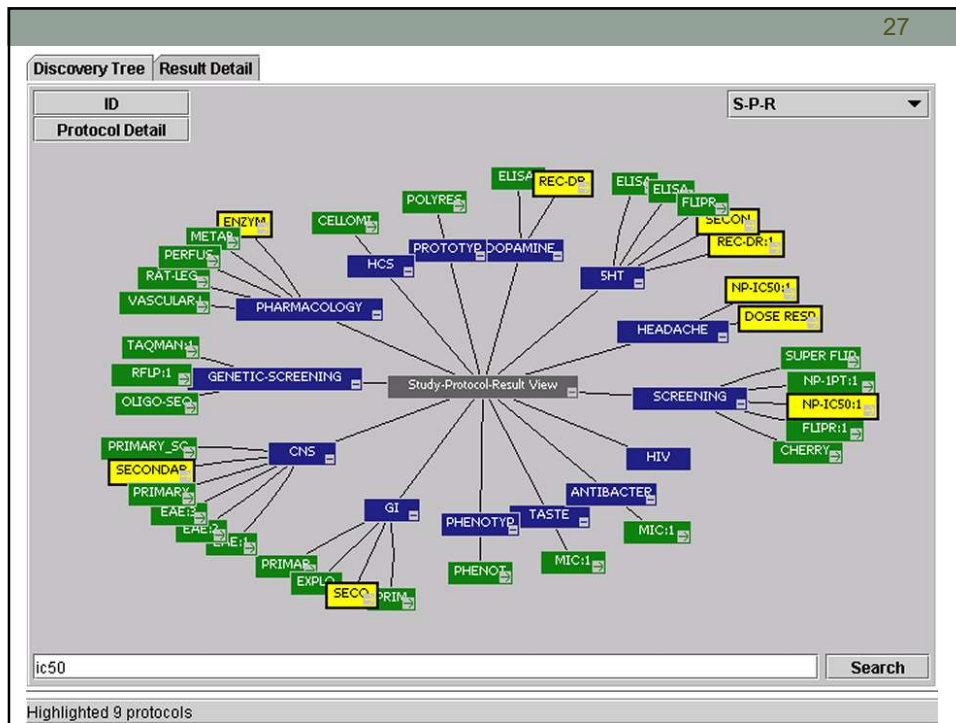 27
Discovery Tree
Result Detail
ID
Protocol Detail
S-P-R
ELISA
REC-DR
ELISA
ELISA
FLIPR
SECON
REC-DR:1
POLYRES
CELLOMI
ENZYM
METAB
PERFUS
RAT-LEG
VASCULAR-L
PHARMACOLOGY
HCS
PROTOTYP
DOPAMINE
5HT
NP-IC50:1
DOSE RESP
HEADACHE
TAQMAN:1
RFLP:1
OLIGO-SEQ
GENETIC-SCREENING
Study-Protocol-Result View
SCREENING
SUPER FLIP
NP-1PT:1
NP-IC50:1
FLIPR:1
CHERRY
PRIMARY_SC
SECONDAR
PRIMARY
EAE:3
EAE:2
EAE:1
CNS
HIV
ANTIBACTER
MIC:1
GI
PHENOTYP
TASTE
MIC:1
PRIMAR
EXPLO
SECO
PRIM
PHENOT
ic50
Search
Highlighted 9 protocols